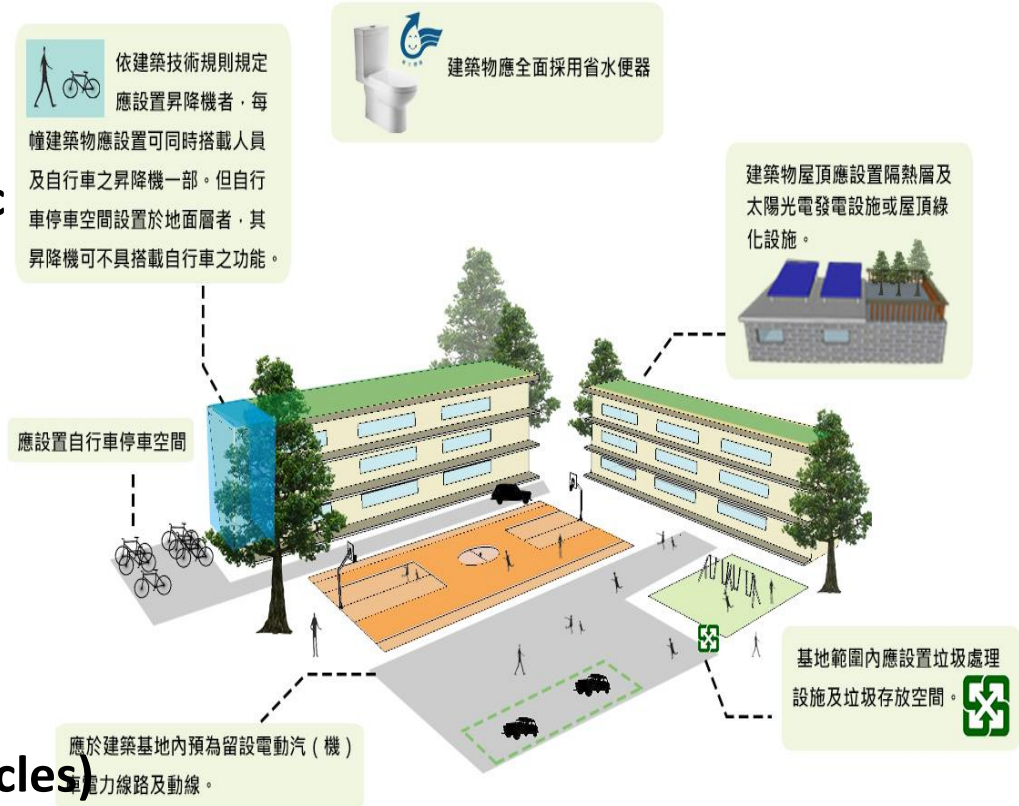 依建築技術規則規定
應設置昇降機者，每
幢建築物應設置可同時搭載人員
及自行車之昇降機一部。但自行
車停車空間設置於地面層者，其
昇降機可不具搭載自行車之功能。
建築物應全面採用省水便器
建築物屋頂應設置隔熱層及
太陽光電發電設施或屋頂綠
化設施。
應設置自行車停車空間
基地範圍內應設置垃圾處理
設施及垃圾存放空間。
應於建築基地內預為留設電動汽（機）
車電力線路及動線。
cles)